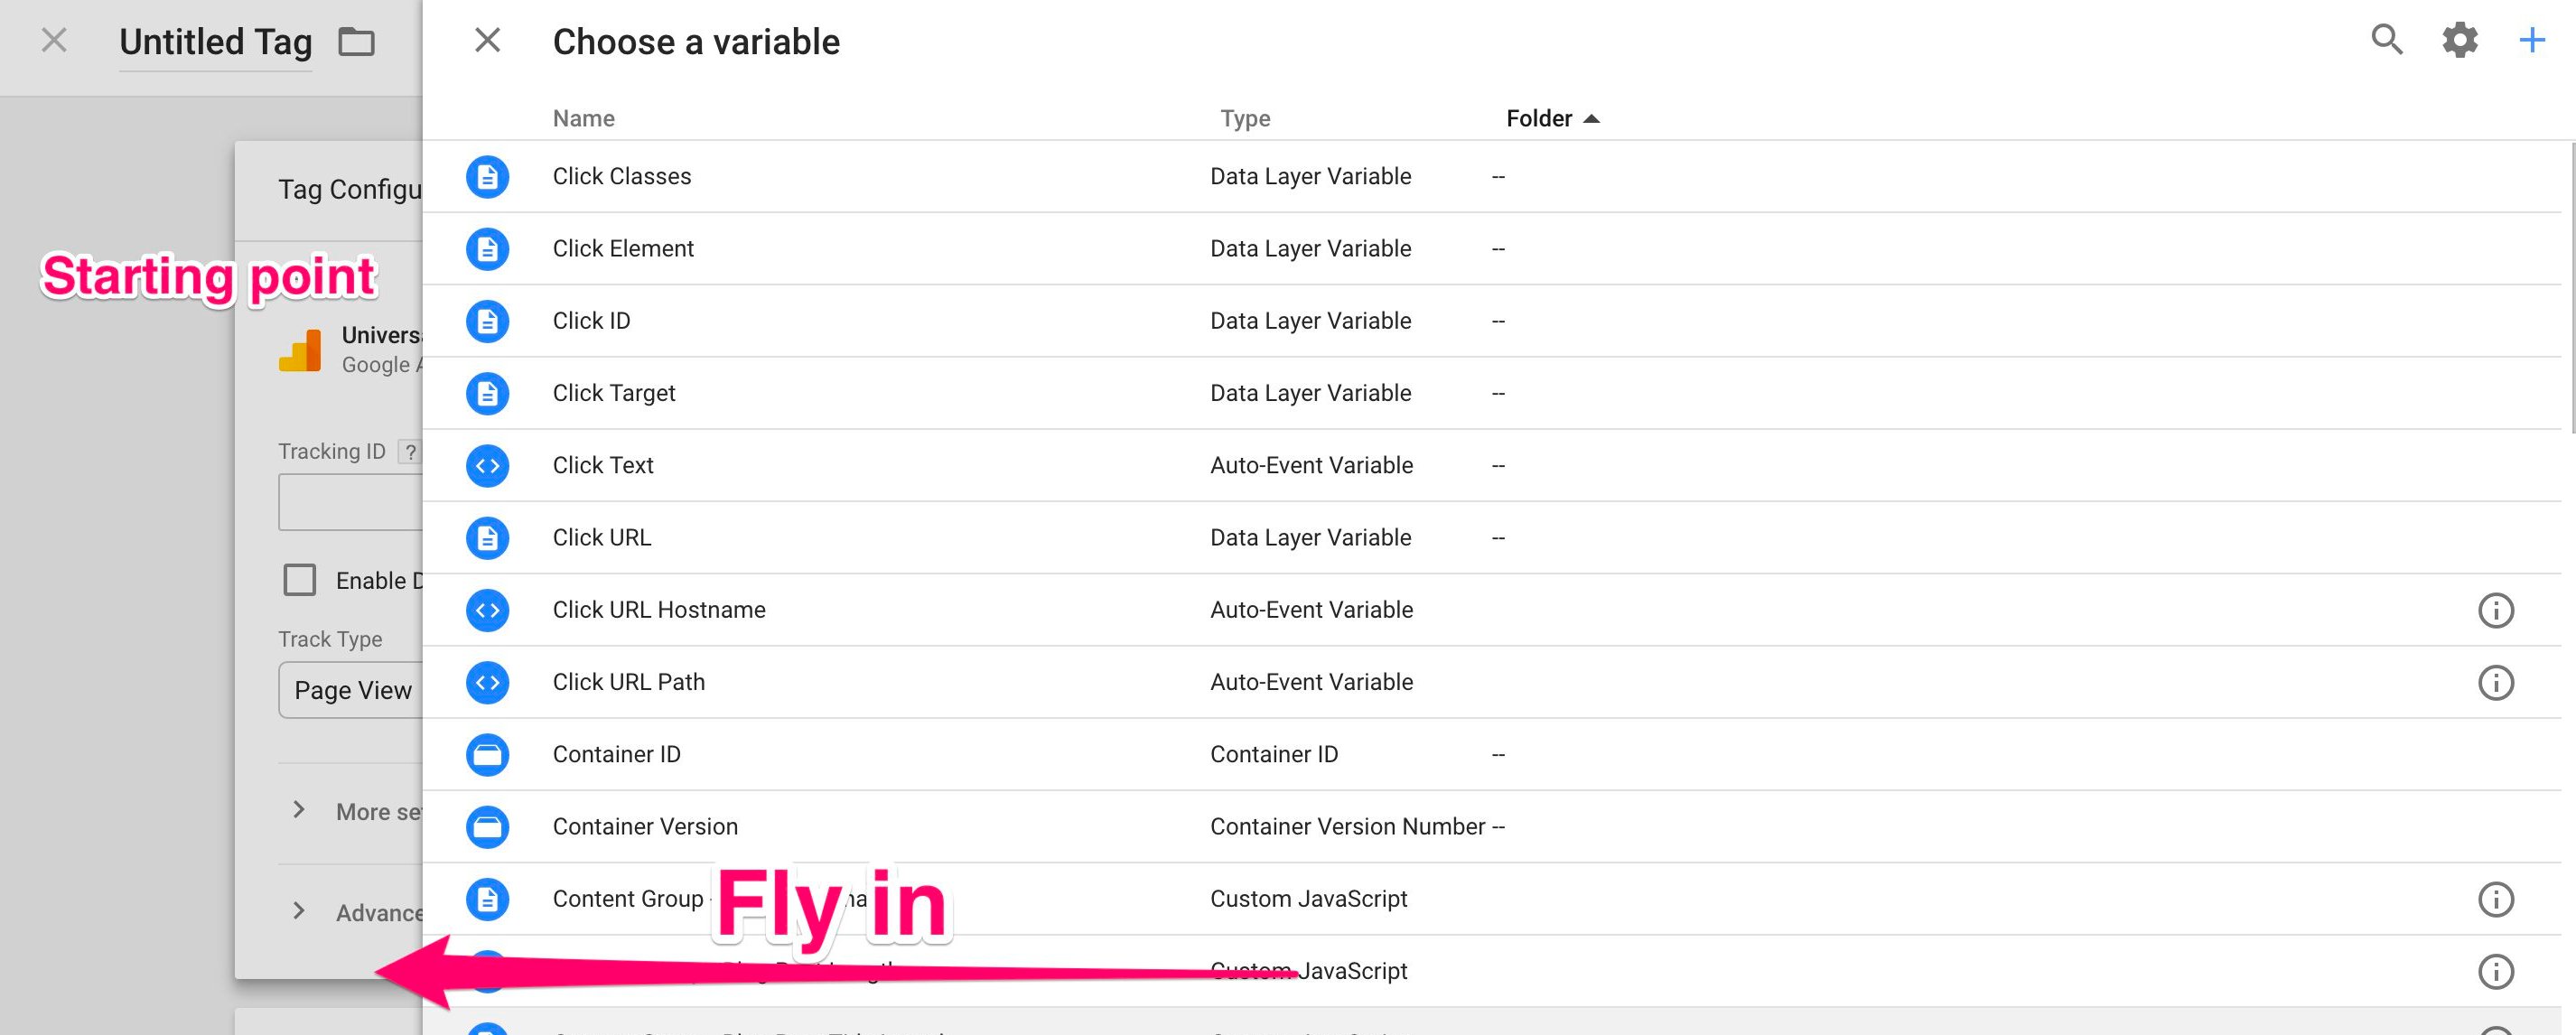 Untitled Tag
Choose a variable
Name Type Folder
Tag Configu
Starting point
Univers
Google A
Tracking ID ?
Enable D
Track Type
Page View
More se
Advance
Click Classes Data Layer Variable --
Click Element Data Layer Variable --
Click ID Data Layer Variable --
Click Target Data Layer Variable --
Click Text Auto-Event Variable --
Click URL Data Layer Variable --
Click URL Hostname Auto-Event Variable
Click URL Path Auto-Event Variable
Container ID Container ID --
Container Version Container Version Number --
Content Group Custom JavaScript
Fly in
Custom JavaScript